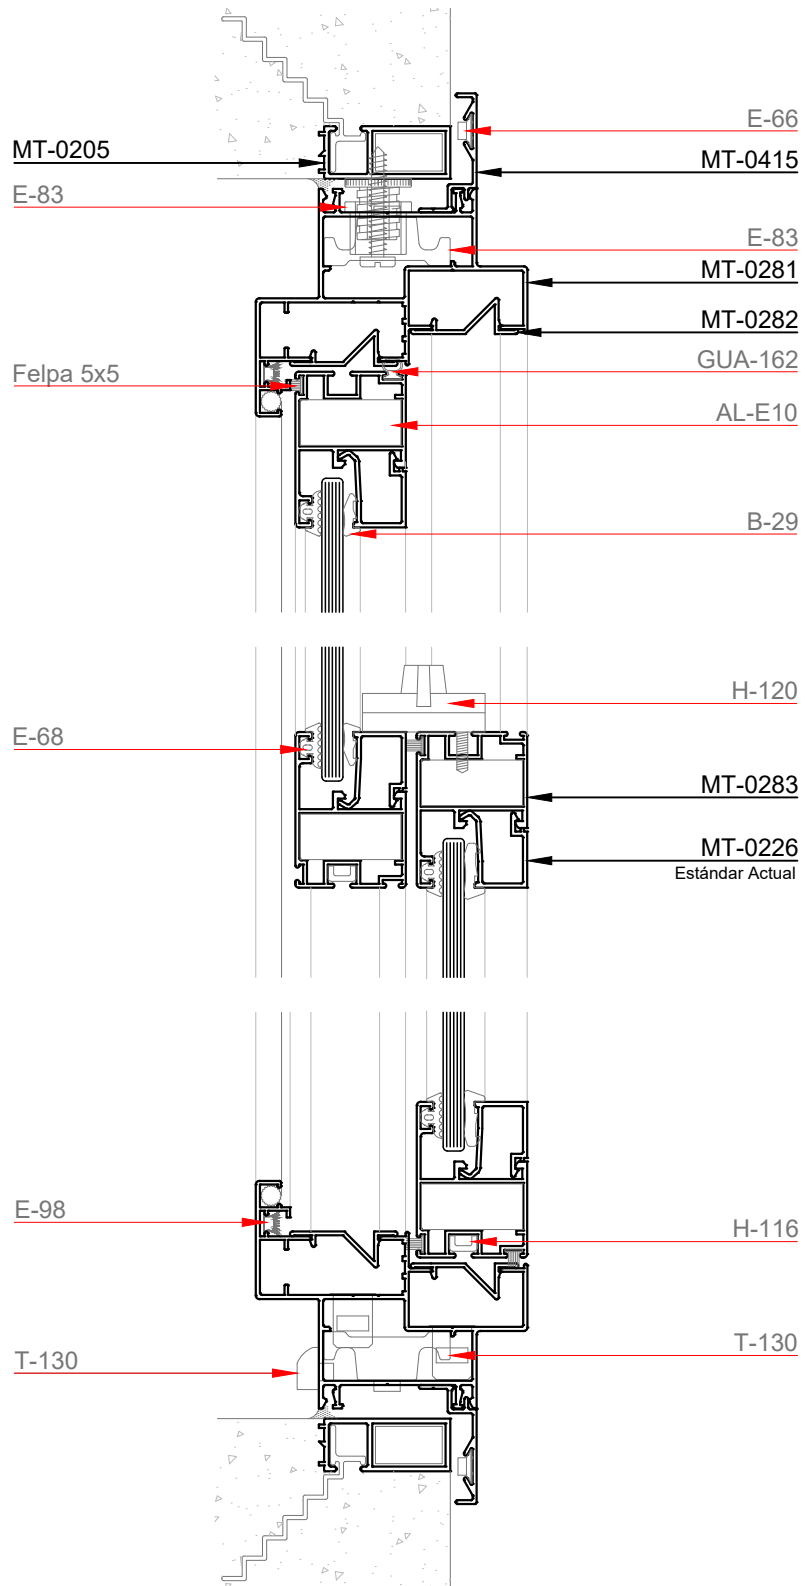 E-66
MT-0205
MT-0415
E-83
E-83
MT-0281
MT-0282
GUA-162
Felpa 5x5
AL-E10
B-29
H-120
E-68
MT-0283
MT-0226
Estándar Actual
E-98
H-116
T-130
T-130